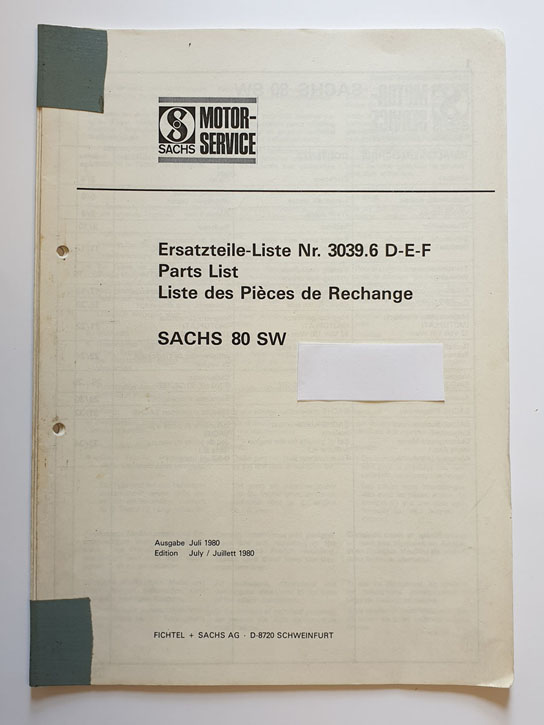 SACHS
MOTOR-
SERVICE
Ersatzteile-Liste Nr. 3039.6 D-E-F
Parts List
Liste des Pièces de Rechange
SACHS 80 SW
Ausgabe Juli 1980
Edition July / Juillett 1980
FICHTEL + SACHS AG · D-8720 SCHWEINFURT